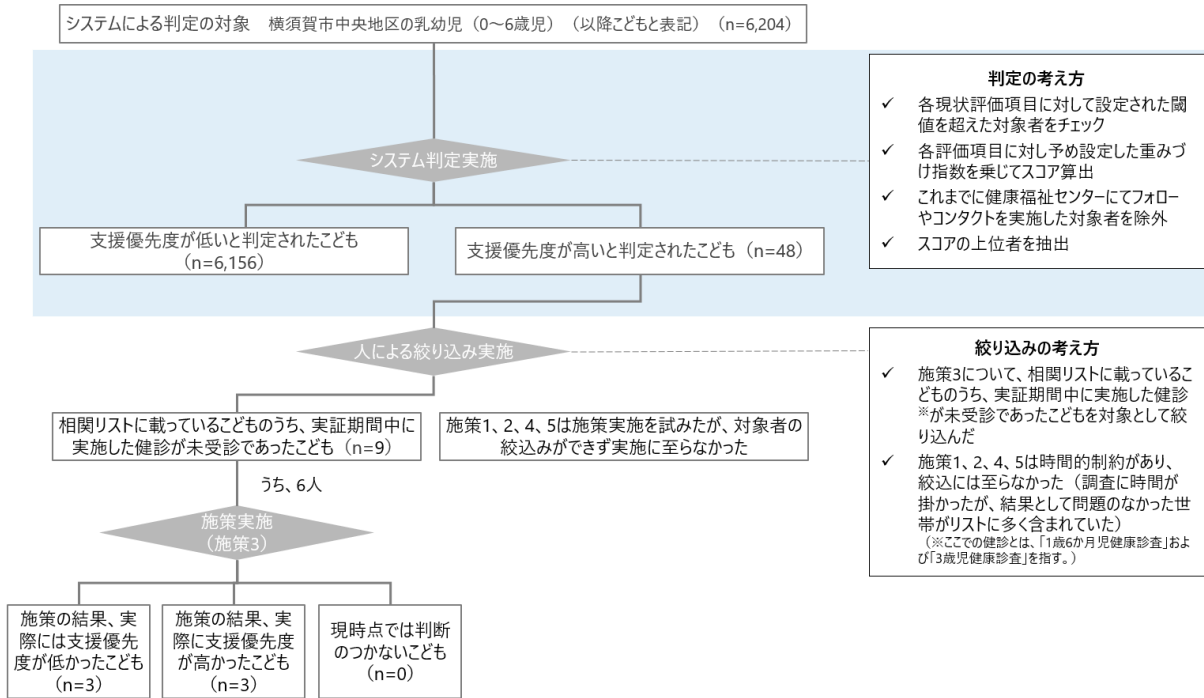 システムによる判定の対象　横須賀市中央地区の乳幼児（0～6歳児）（以降こどもと表記）（n=6,204）
判定の考え方
✓ 各現状評価項目に対して設定された閾
値を超えた対象者をチェック
✓ 各評価項目に対し予め設定した重みづ
け指数を乗じてスコア算出
✓ これまでに健康福祉センターにてフォロー
やコンタクトを実施した対象者を除外
✓ スコアの上位者を抽出
システム判定実施
支援優先度が低いと判定されたこども
（n=6,156）
支援優先度が高いと判定されたこども（n=48）
人による絞り込み実施
絞り込みの考え方
✓ 施策3について、相関リストに載っているこ
どものうち、実証期間中に実施した健診
※が未受診であったこどもを対象として絞
り込んだ
✓ 施策1、2、4、5は時間的制約があり、
絞込には至らなかった（調査に時間が
掛かったが、結果として問題のなかった世
帯がリストに多く含まれていた）
（※ここでの健診とは、「1歳6か月児健康診査」およ
び「3歳児健康診査」を指す。）
相関リストに載っているこどものうち、実証期間中に
実施した健診が未受診であったこども（n=9）
施策1、2、4、5は施策実施を試みたが、対象者の
絞込みができず実施に至らなかった
うち、6人
施策実施
（施策3）
施策の結果、実
際には支援優先
度が低かったこども
（n=3）
施策の結果、実
際に支援優先度
が高かったこども
（n=3）
現時点では判断
のつかないこども
（n=0）